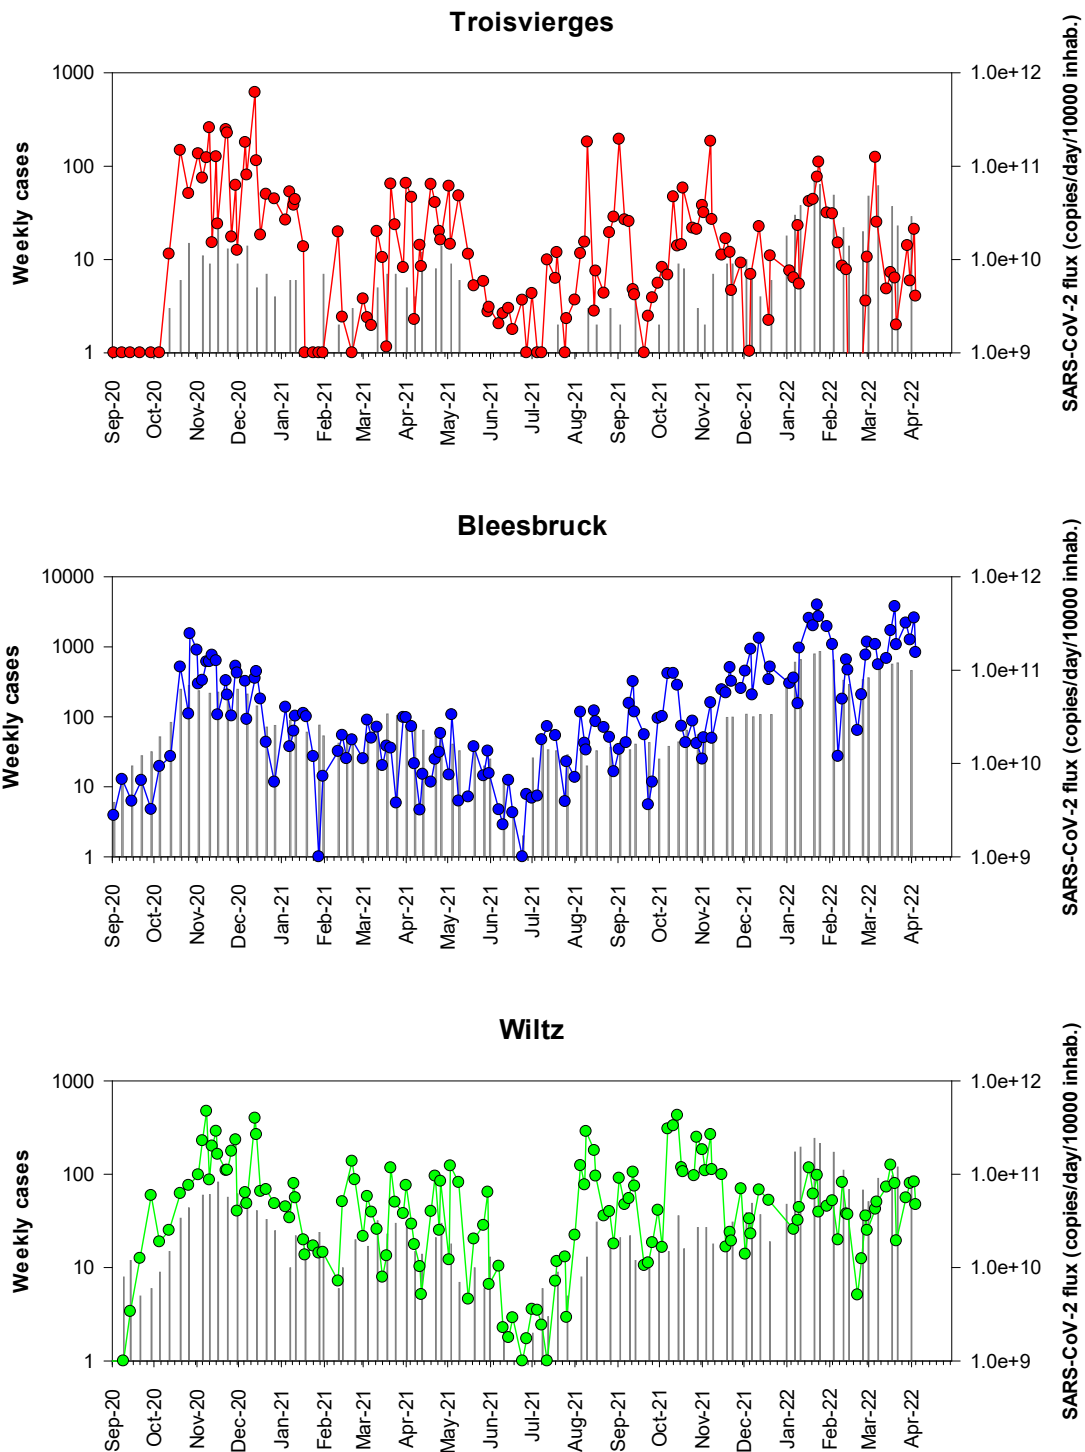 Troisvierges
Weekly cases
SARS-CoV-2 flux (copies/day/10000 inhab.)
1000
100
10
1
1.0e+12
1.0e+11
1.0e+10
1.0e+9
Sep-20
Oct-20
Nov-20
Dec-20
Jan-21
Feb-21
Mar-21
Apr-21
May-21
Jun-21
Jul-21
Aug-21
Sep-21
Oct-21
Nov-21
Dec-21
Jan-22
Feb-22
Mar-22
Apr-22
Bleesbruck
Weekly cases
SARS-CoV-2 flux (copies/day/10000 inhab.)
10000
1000
100
10
1
1.0e+12
1.0e+11
1.0e+10
1.0e+9
Sep-20
Oct-20
Nov-20
Dec-20
Jan-21
Feb-21
Mar-21
Apr-21
May-21
Jun-21
Jul-21
Aug-21
Sep-21
Oct-21
Nov-21
Dec-21
Jan-22
Feb-22
Mar-22
Apr-22
Wiltz
Weekly cases
SARS-CoV-2 flux (copies/day/10000 inhab.)
1000
100
10
1
1.0e+12
1.0e+11
1.0e+10
1.0e+9
Sep-20
Oct-20
Nov-20
Dec-20
Jan-21
Feb-21
Mar-21
Apr-21
May-21
Jun-21
Jul-21
Aug-21
Sep-21
Oct-21
Nov-21
Dec-21
Jan-22
Feb-22
Mar-22
Apr-22